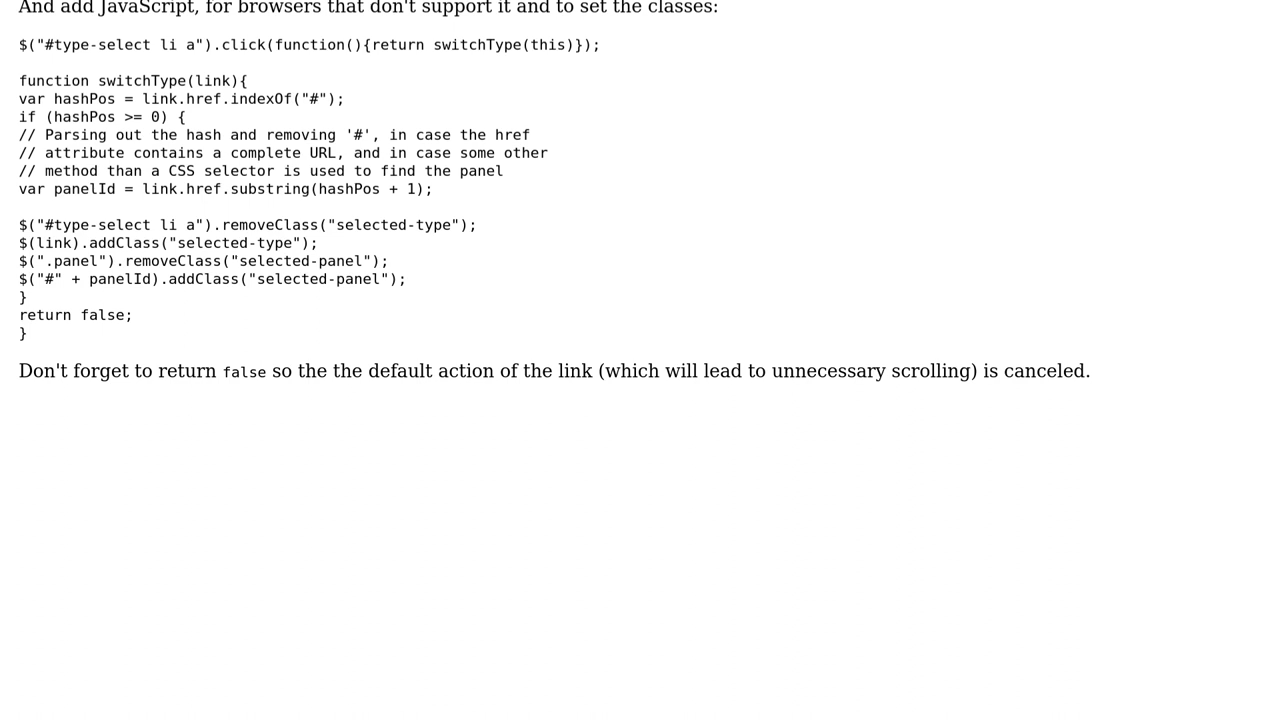 And add JavaScript, for browsers that don't support it and to set the classes:
$("#type-select li a").click(function(){return switchType(this)});
function switchType(link){
var hashPos = link.href.indexOf("#");
if (hashPos >= 0) {
// Parsing out the hash and removing '#', in case the href
// attribute contains a complete URL, and in case some other
// method than a CSS selector is used to find the panel
var panelId = link.href.substring(hashPos + 1);
$("#type-select li a").removeClass("selected-type");
$(link).addClass("selected-type");
$(".panel").removeClass("selected-panel");
$("#" + panelId).addClass("selected-panel");
}
return false;
}
Don't forget to return false so the the default action of the link (which will lead to unnecessary scrolling) is canceled.